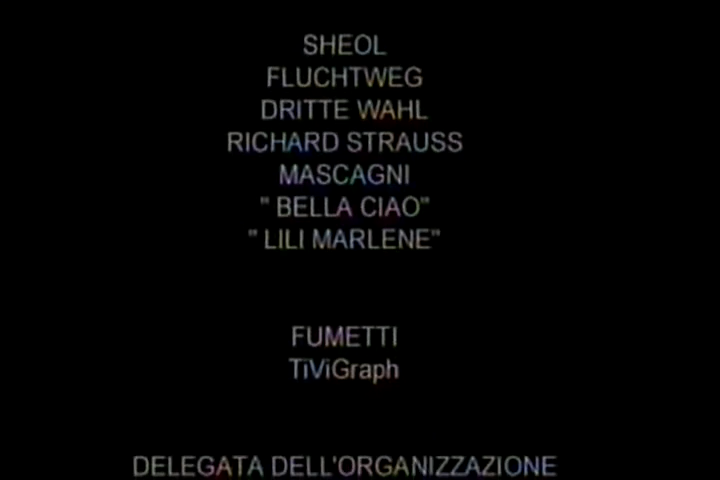 SHEOL
FLUCHTWEG
DRITTE WAHL
RICHARD STRAUSS
MASCAGNI
" BELLA CIAO"
" LILI MARLENE"
FUMETTI
TiViGraph
DELEGATA DELL'ORGANIZZAZIONE